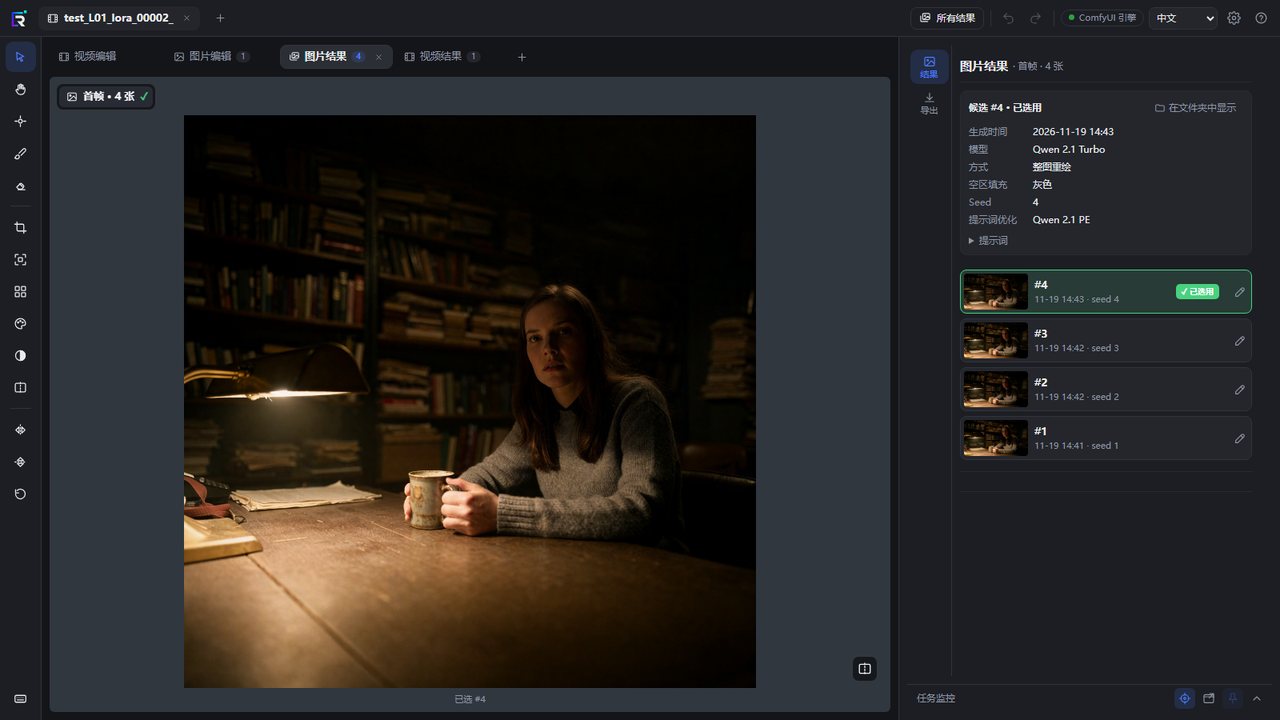 test_L01_lora_00002_
所有结果
ComfyUI 引擎
中文
视频编辑
图片编辑 1
图片结果 4
视频结果 1
首帧 • 4 张 ✓
已选 #4
结果
导出
图片结果 · 首帧 · 4 张
候选 #4 • 已选用
在文件夹中显示
生成时间 2026-11-19 14:43
模型 Qwen 2.1 Turbo
方式 整图重绘
空区填充 灰色
Seed 4
提示词优化 Qwen 2.1 PE
提示词
#4
11-19 14:43 · seed 4
✓ 已选用
#3
11-19 14:42 · seed 3
#2
11-19 14:42 · seed 2
#1
11-19 14:41 · seed 1
任务监控